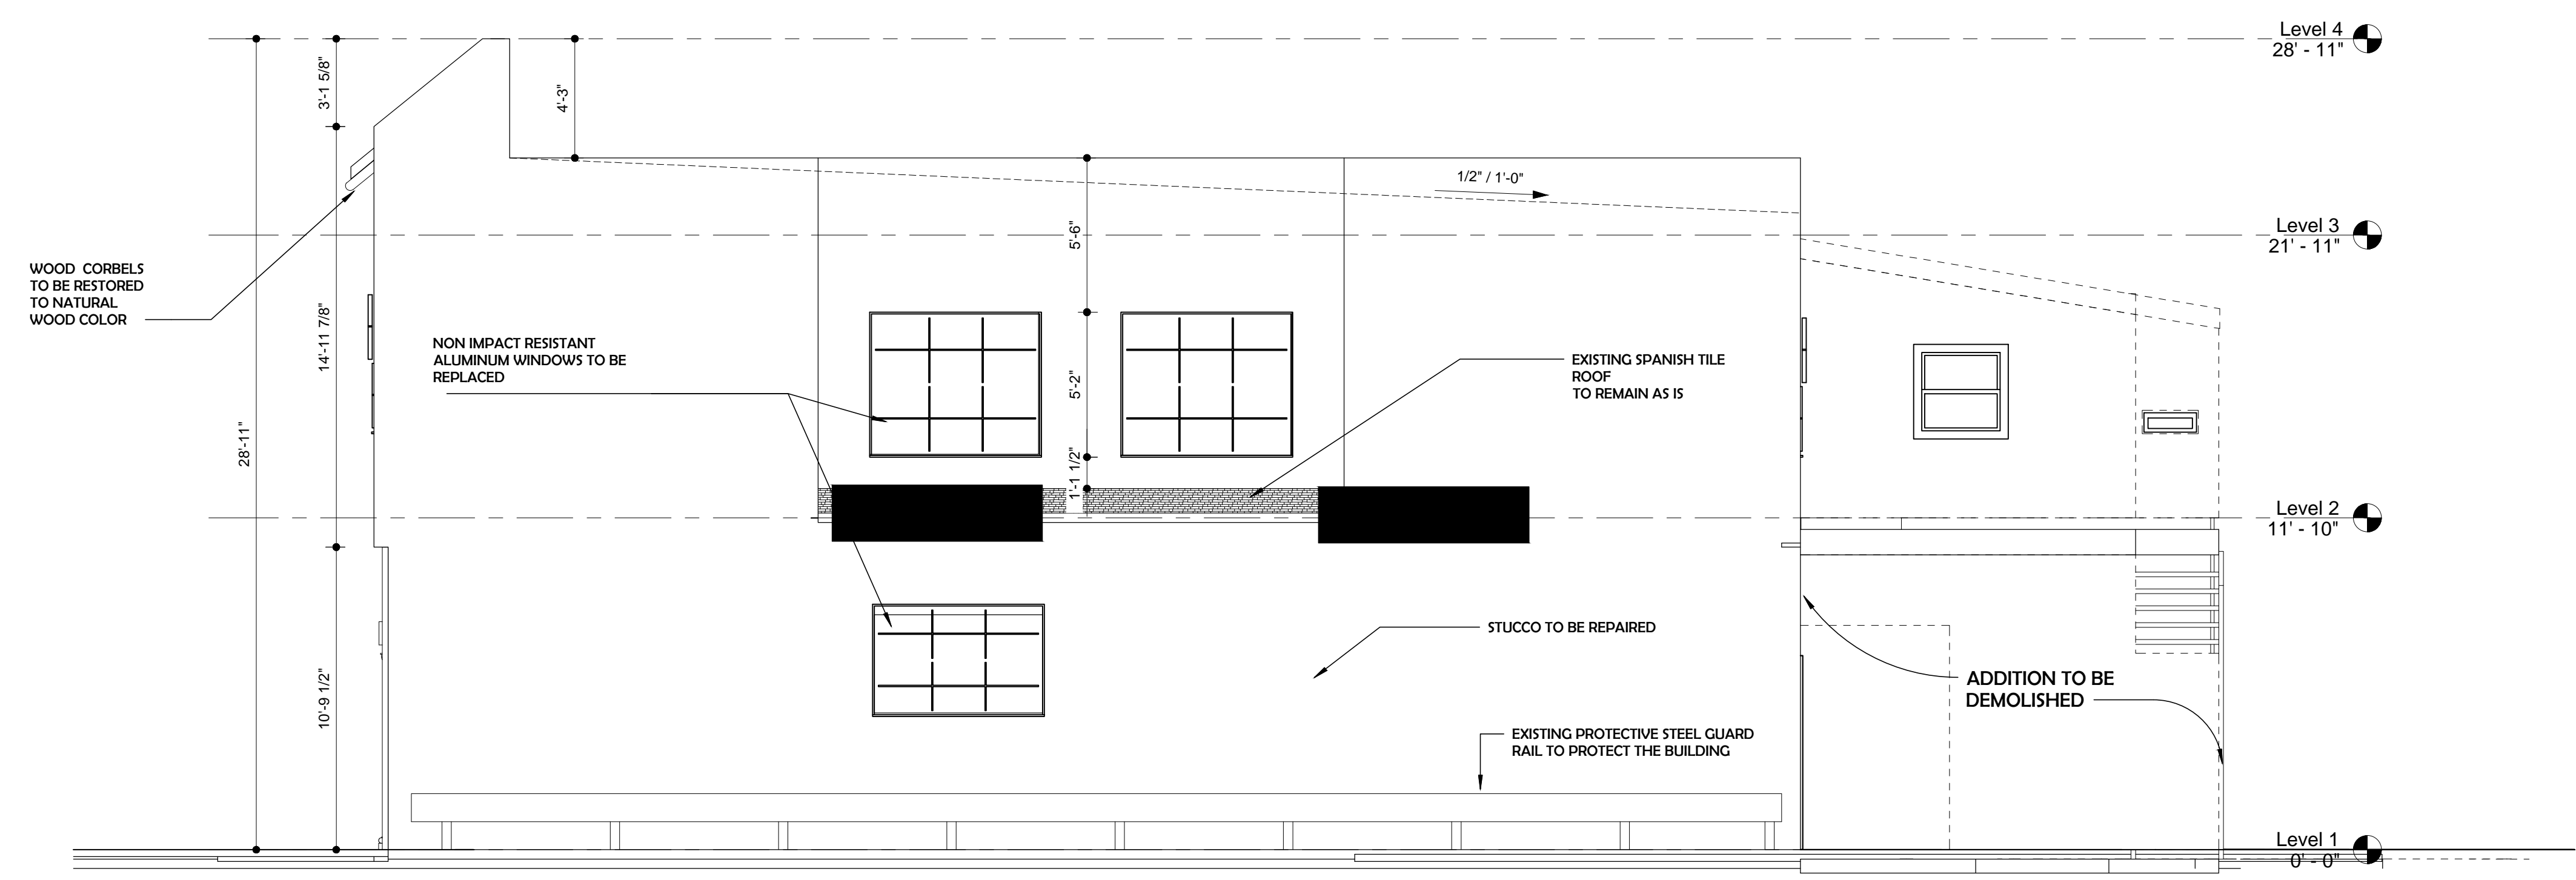 Level 4
28' - 11"
3'-1 5/8"
4'-3"
1/2" / 1'-0"
Level 3
21' - 11"
5'-6"
WOOD CORBELS
TO BE RESTORED
TO NATURAL
WOOD COLOR
14'-11 7/8"
NON IMPACT RESISTANT
ALUMINUM WINDOWS TO BE
REPLACED
5'-2"
EXISTING SPANISH TILE
ROOF
TO REMAIN AS IS
28'-11"
1'-1 1/2"
Level 2
11' - 10"
STUCCO TO BE REPAIRED
10'-9 1/2"
ADDITION TO BE
DEMOLISHED
EXISTING PROTECTIVE STEEL GUARD
RAIL TO PROTECT THE BUILDING
Level 1
0' - 0"